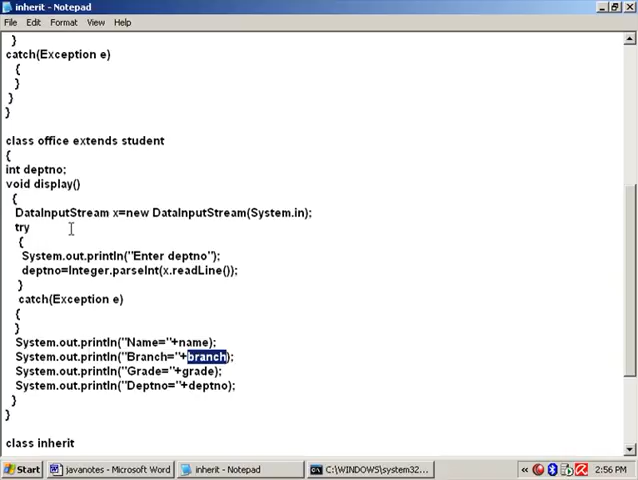 inherit - Notepad
File Edit Format View Help
}
catch(Exception e)
{
}
}
}
class office extends student
{
int deptno;
void display()
{
DataInputStream x=new DataInputStream(System.in);
try
{
System.out.println("Enter deptno");
deptno=Integer.parseInt(x.readLine());
}
catch(Exception e)
{
}
System.out.println("Name="+name);
System.out.println("Branch="+branch);
System.out.println("Grade="+grade);
System.out.println("Deptno="+deptno);
}
}
class inherit
Start javanotes - Microsoft Word inherit - Notepad C:\WINDOWS\system32... « 2:56 PM